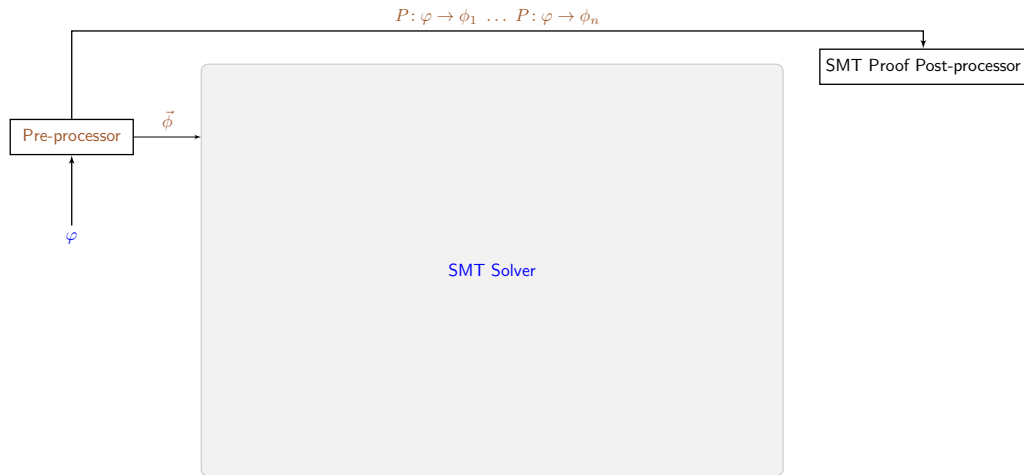 P : φ → ϕ₁ … P : φ → ϕₙ
SMT Proof Post-processor
ϕ⃗
Pre-processor
φ
SMT Solver